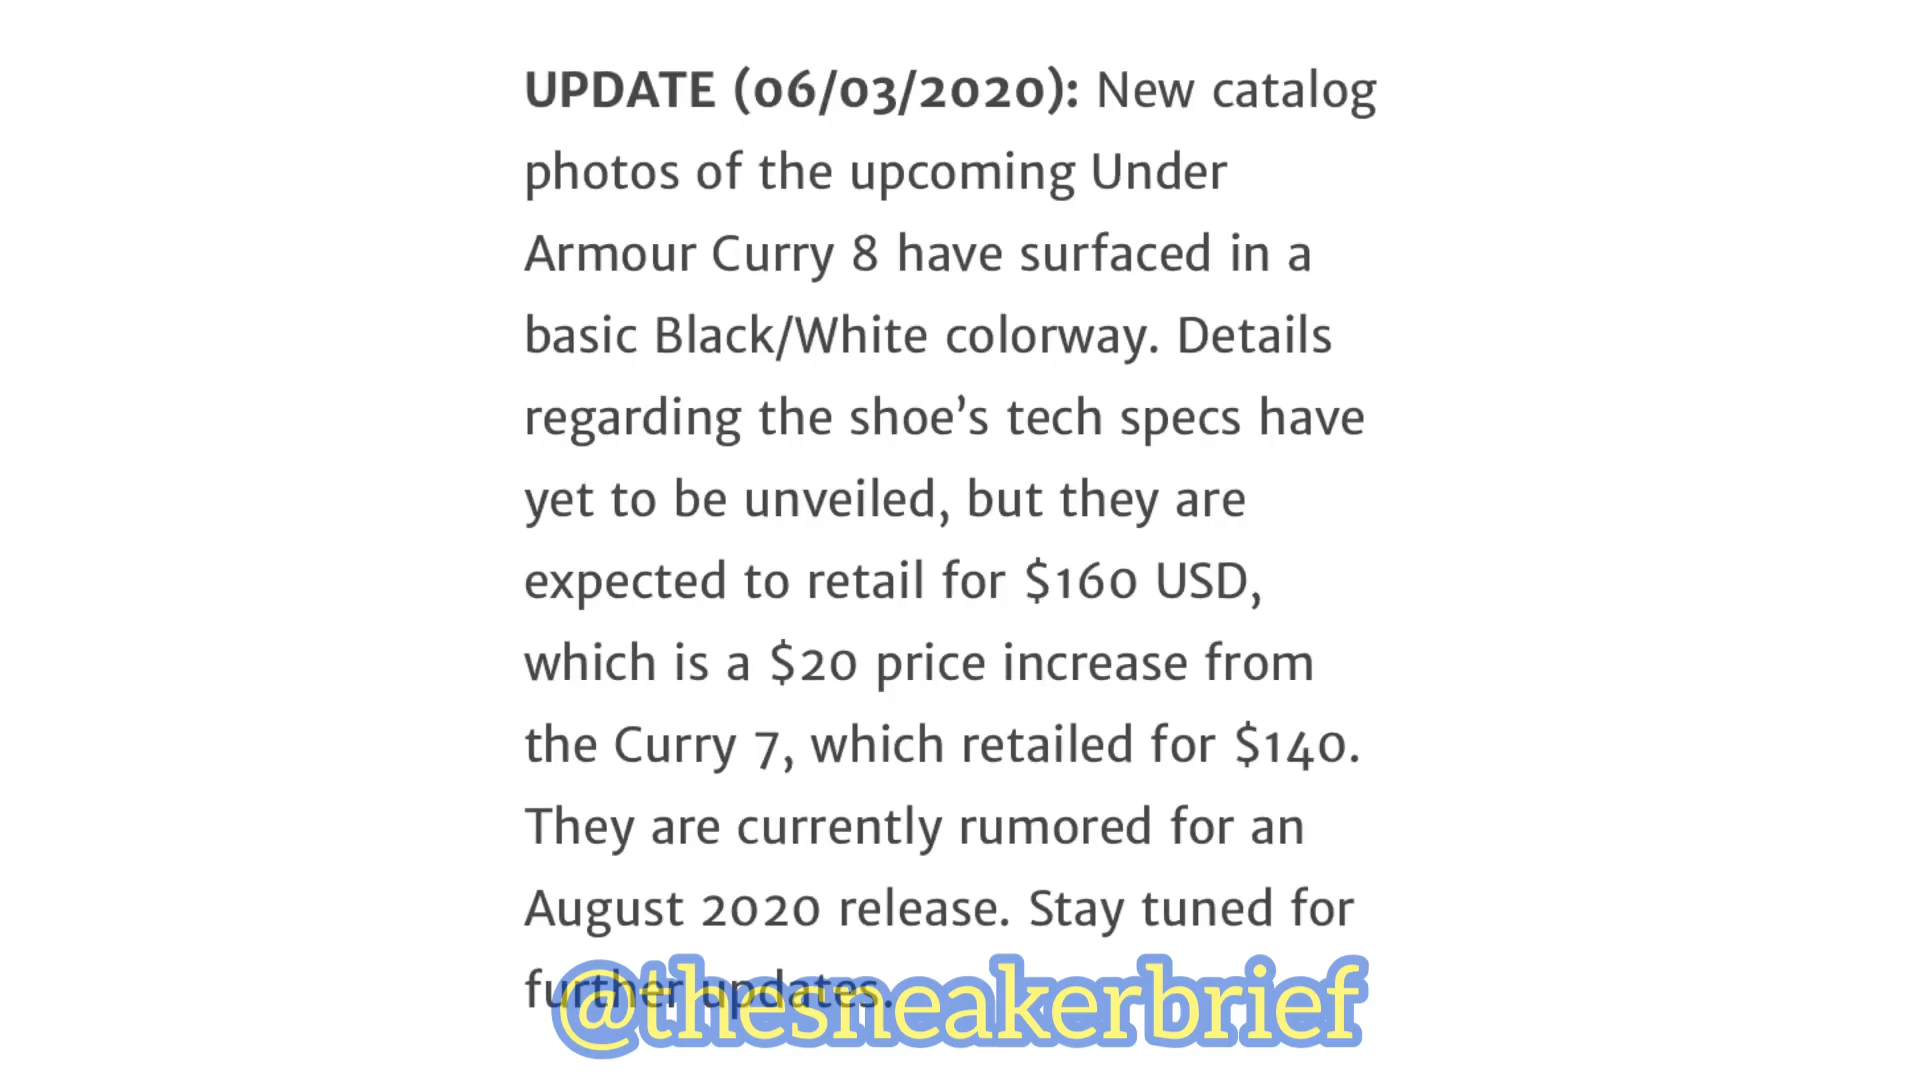 UPDATE (06/03/2020): New catalog
photos of the upcoming Under
Armour Curry 8 have surfaced in a
basic Black/White colorway. Details
regarding the shoe’s tech specs have
yet to be unveiled, but they are
expected to retail for $160 USD,
which is a $20 price increase from
the Curry 7, which retailed for $140.
They are currently rumored for an
August 2020 release. Stay tuned for
further updates.
@thesneakerbrief